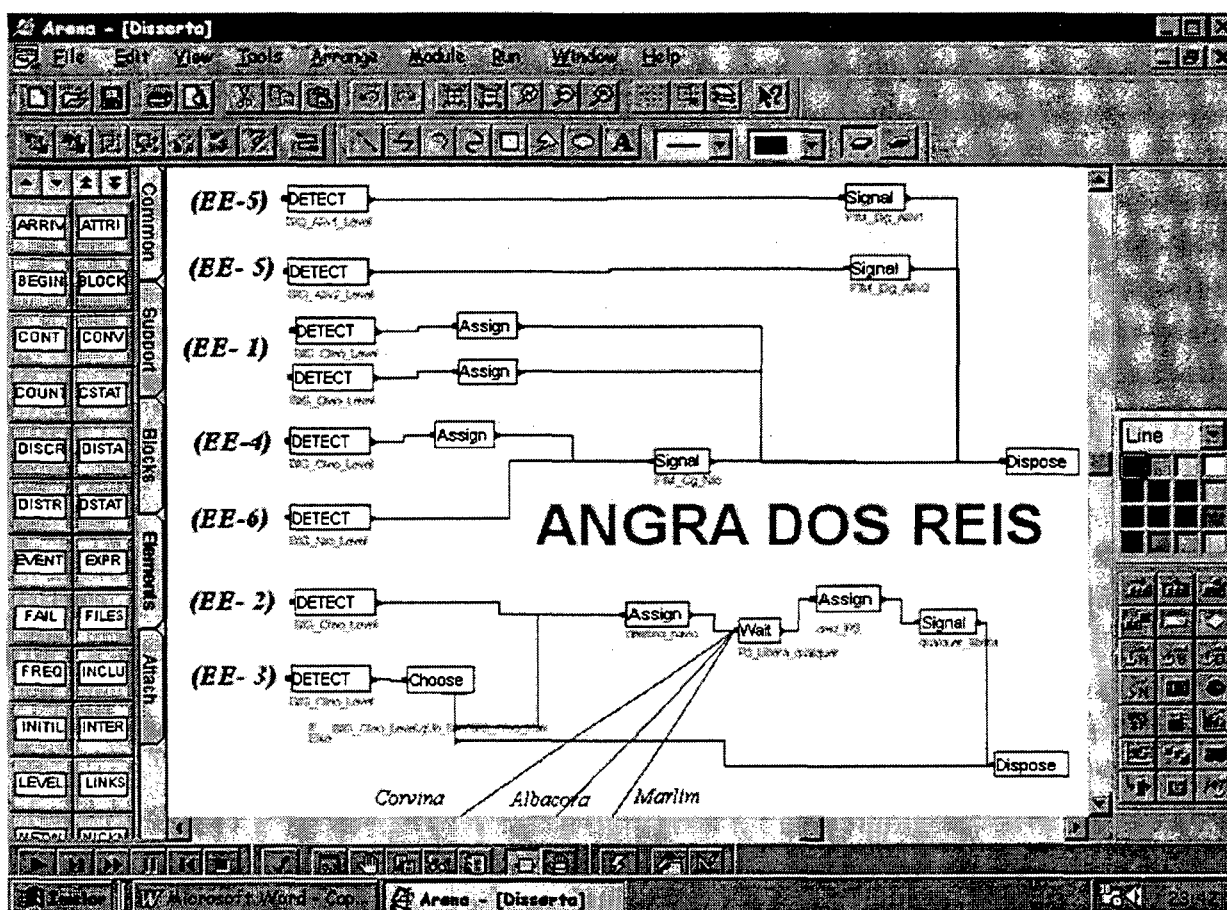 Arena - [Disserta]
File Edit View Tools Arrange Module Run Window Help
Common
Support
Blocks
Elements
Attach
ARRIV ATTRI
BEGIN BLOCK
CONT CONV
COUNT CSTAT
DISCR DISTA
DISTR DSTAT
EVENT EXPR
FAIL FILES
FREQ INCLU
INITIL INTER
LEVEL LINKS
(EE-5) DETECT Signal
(EE- 5) DETECT Signal
(EE- 1) DETECT Assign
DETECT Assign
(EE-4) DETECT Assign
Signal Dispose
(EE-6) DETECT
ANGRA DOS REIS
(EE- 2) DETECT Assign Wait Assign Signal
(EE- 3) DETECT Choose
Dispose
Corvina Albacora Marlim
Line
Iniciar Microsoft Word - Cap... Arena - [Disserta]